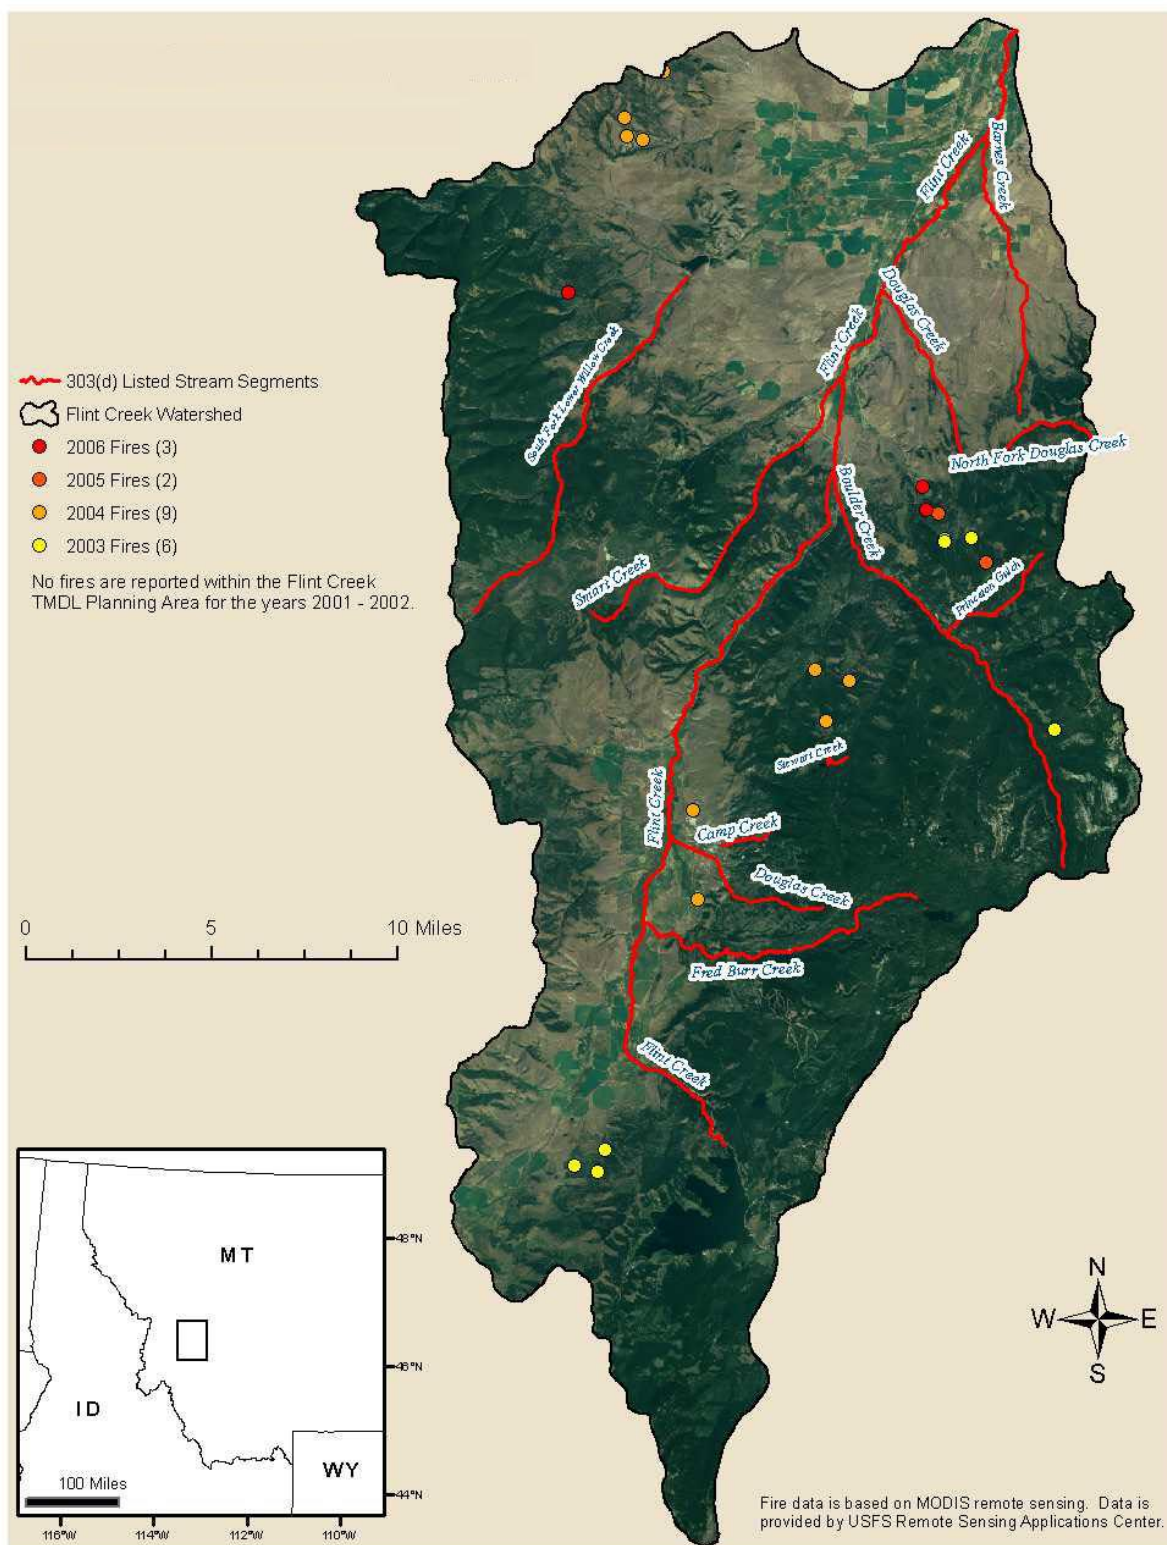 Flint Creek
Barnes Creek
Douglas Creek
Flint Creek
South Fork Lower Willow Creek
303(d) Listed Stream Segments
Flint Creek Watershed
2006 Fires (3)
2005 Fires (2)
2004 Fires (9)
2003 Fires (6)
No fires are reported within the Flint Creek
TMDL Planning Area for the years 2001 - 2002.
North Fork Douglas Creek
Boulder Creek
Smart Creek
Princeton Gulch
Stewart Creek
Flint Creek
Camp Creek
Douglas Creek
0 5 10 Miles
Fred Burr Creek
Flint Creek
MT
ID
WY
100 Miles
48°N
46°N
44°N
116°W 114°W 112°W 110°W
N
W E
S
Fire data is based on MODIS remote sensing. Data is
provided by USFS Remote Sensing Applications Center.